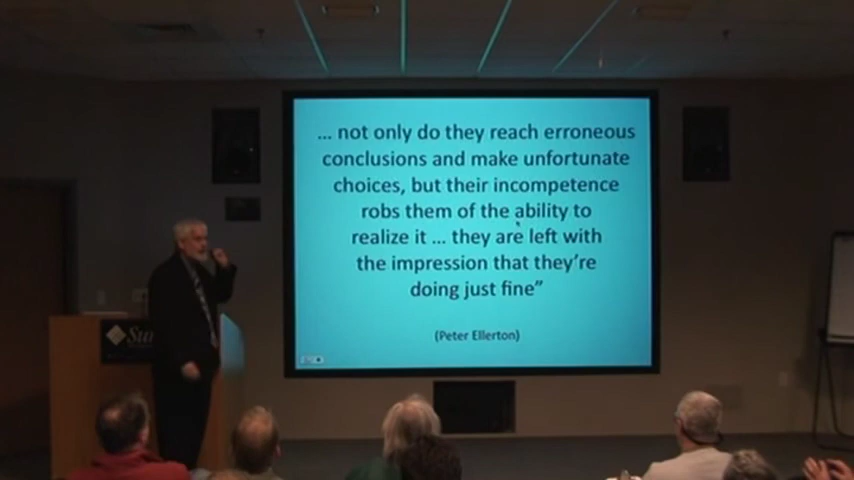 ... not only do they reach erroneous
conclusions and make unfortunate
choices, but their incompetence
robs them of the ability to
realize it ... they are left with
the impression that they're
doing just fine”
(Peter Ellerton)
Sun